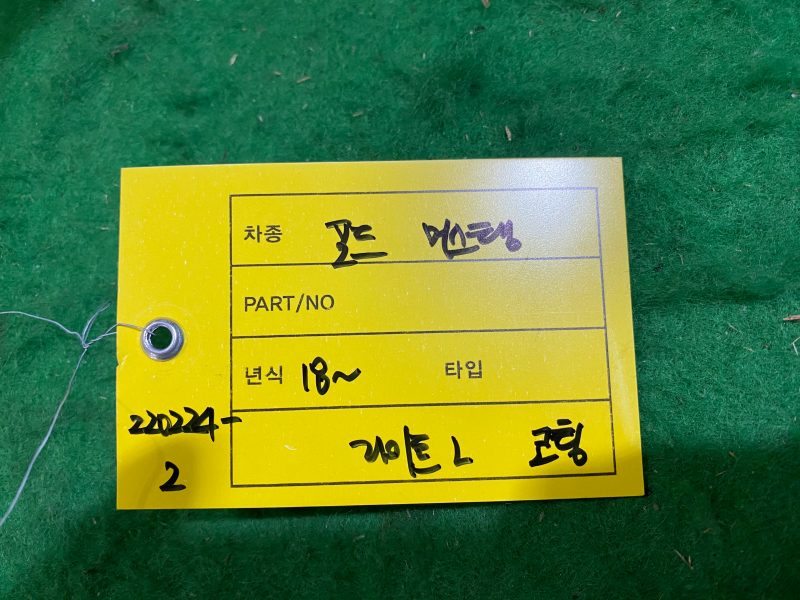 차종 포드 머스탱
PART/NO
년식 18~ 타입
220224-
2
라이트 L 코팅